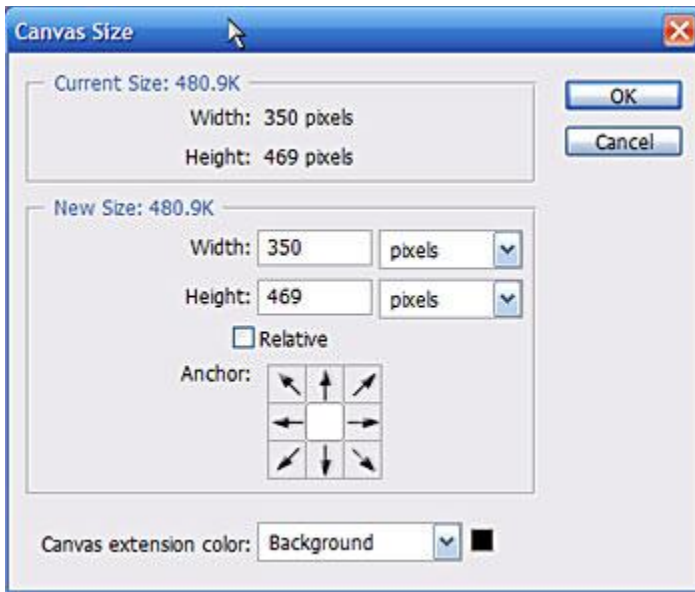 Canvas Size
Current Size: 480.9K
Width: 350 pixels
Height: 469 pixels
OK
Cancel
New Size: 480.9K
Width: 350 pixels
Height: 469 pixels
Relative
Anchor:
Canvas extension color: Background